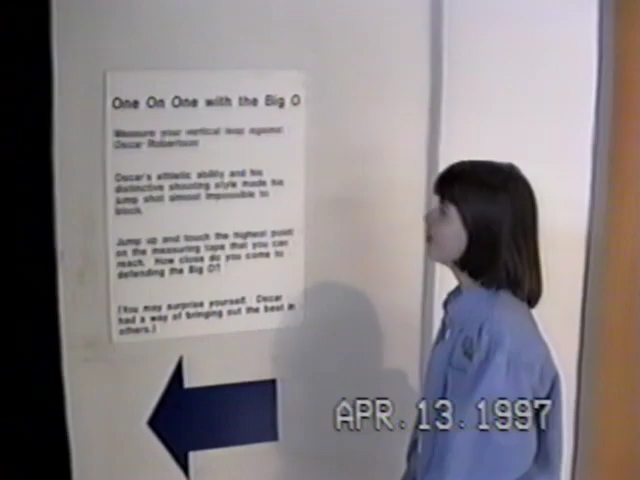 One On One with the Big O
Measure your vertical leap against
Oscar Robertson
Oscar's athletic ability and his
distinctive shooting style made his
jump shot almost impossible to
block.
Jump up and touch the highest point
on the measuring tape that you can
reach. How close do you come to
defending the Big O?
(You may surprise yourself. Oscar
had a way of bringing out the best in
others.)
APR. 13. 1997